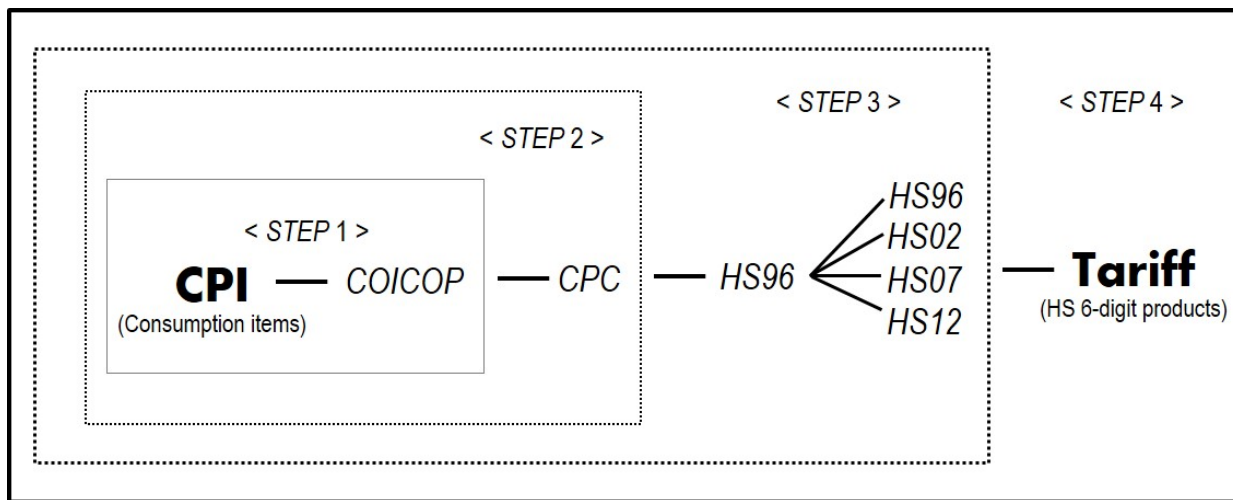 < STEP 3 >
< STEP 4 >
< STEP 2 >
HS96
< STEP 1 >
HS02
CPI
COICOP
CPC
HS96
HS07
Tariff
(Consumption items)
HS12
(HS 6-digit products)